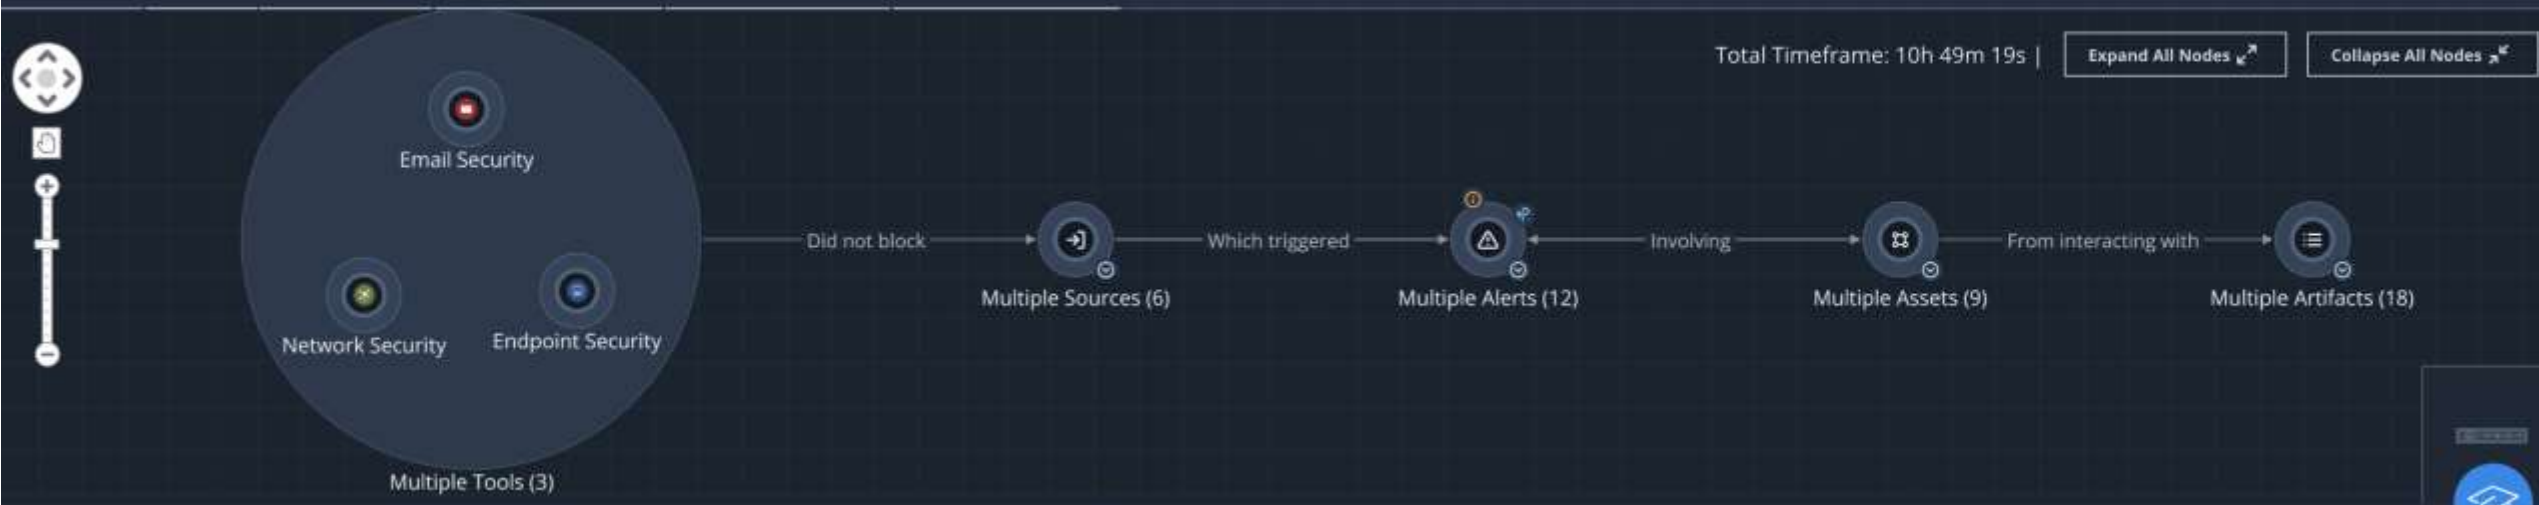 Total Timeframe: 10h 49m 19s |
Expand All Nodes
Collapse All Nodes
Email Security
Network Security
Endpoint Security
Multiple Tools (3)
Did not block
Multiple Sources (6)
Which triggered
Multiple Alerts (12)
Involving
Multiple Assets (9)
From interacting with
Multiple Artifacts (18)